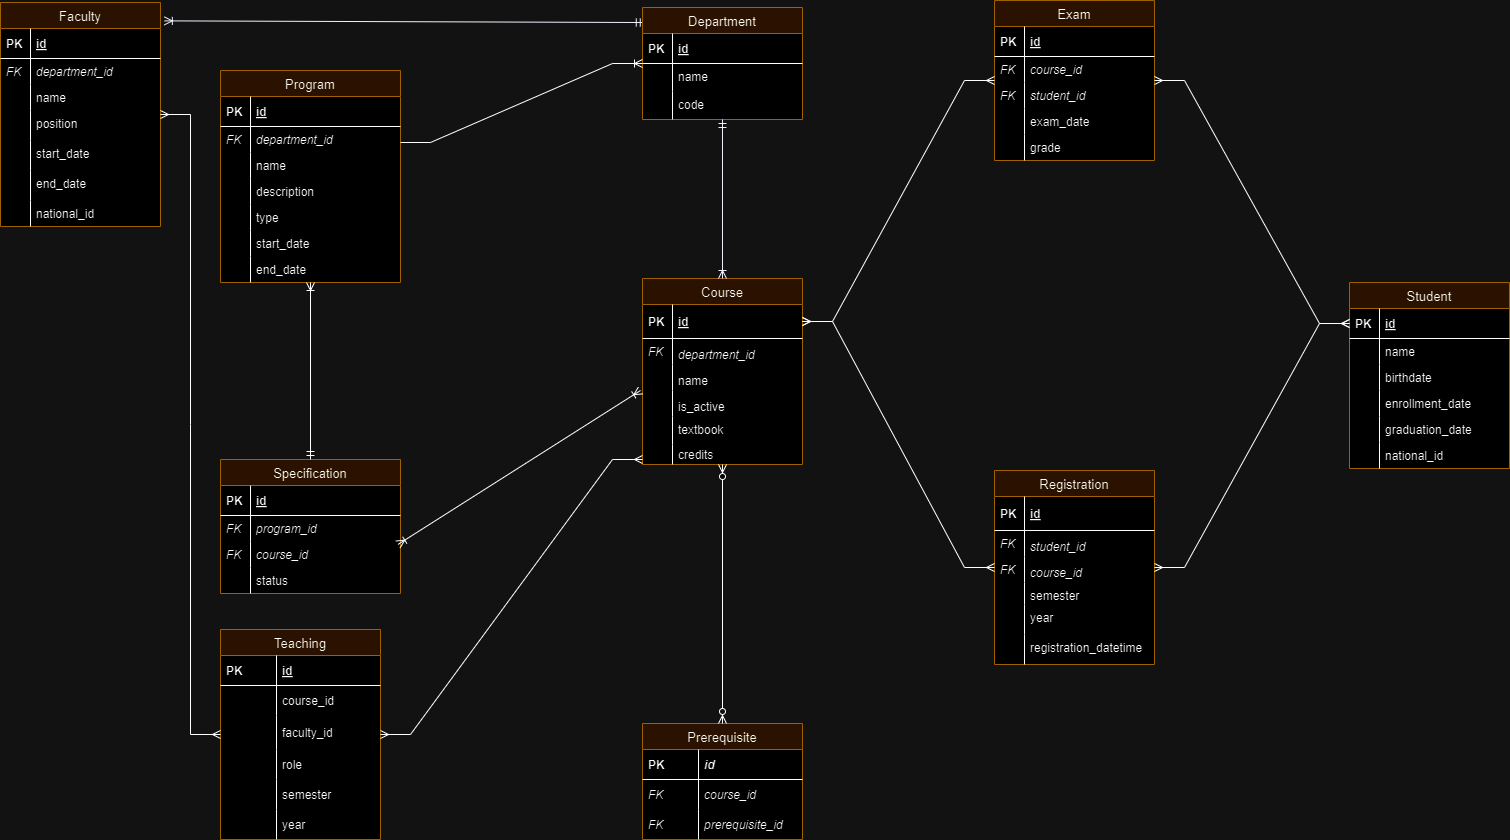 Faculty
PK id
FK department_id
name
position
start_date
end_date
national_id
Program
PK id
FK department_id
name
description
type
start_date
end_date
Department
PK id
name
code
Exam
PK id
FK course_id
FK student_id
exam_date
grade
Course
PK id
FK department_id
name
is_active
textbook
credits
Student
PK id
name
birthdate
enrollment_date
graduation_date
national_id
Specification
PK id
FK program_id
FK course_id
status
Registration
PK id
FK student_id
FK course_id
semester
year
registration_datetime
Teaching
PK id
course_id
faculty_id
role
semester
year
Prerequisite
PK id
FK course_id
FK prerequisite_id